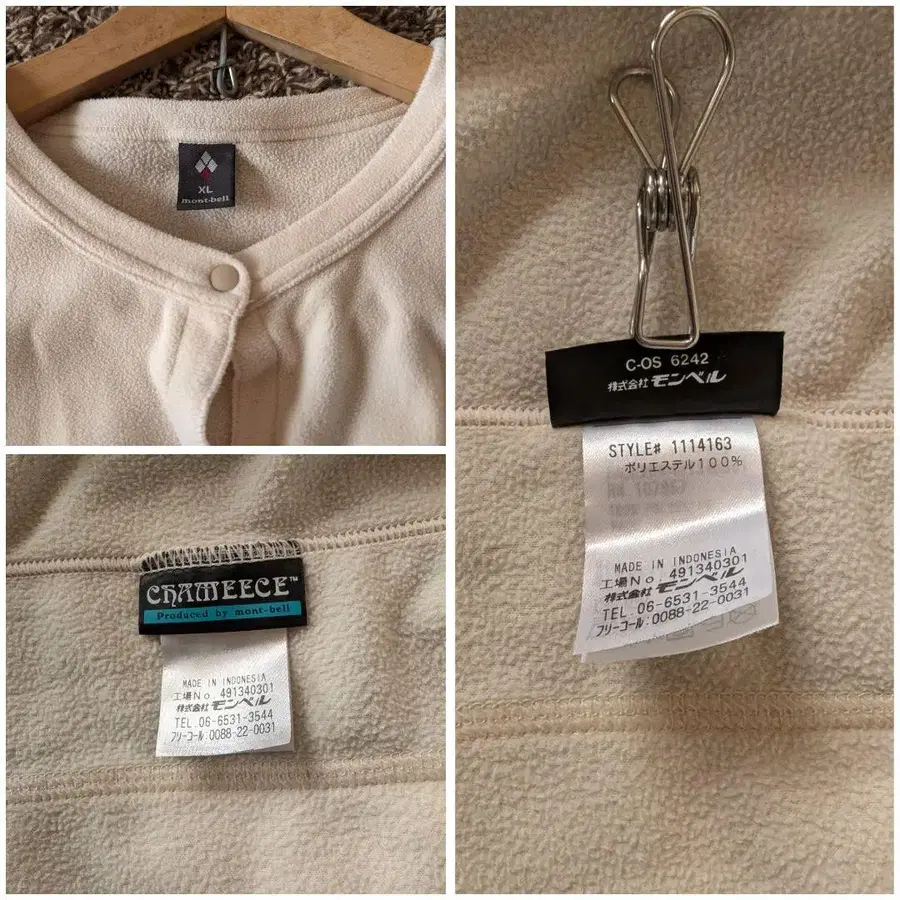 XL
mont-bell
CHAMEECE™
Produced by mont-bell
MADE IN INDONESIA
工場No. 491340301
株式会社 モンベル
TEL. 06-6531-3544
フリーコール:0088-22-0031
C-OS 6242
株式会社 モンベル
STYLE# 1114163
ポリエステル100%
MADE IN INDONESIA
工場No. 491340301
株式会社 モンベル
TEL. 06-6531-3544
フリーコール:0088-22-0031